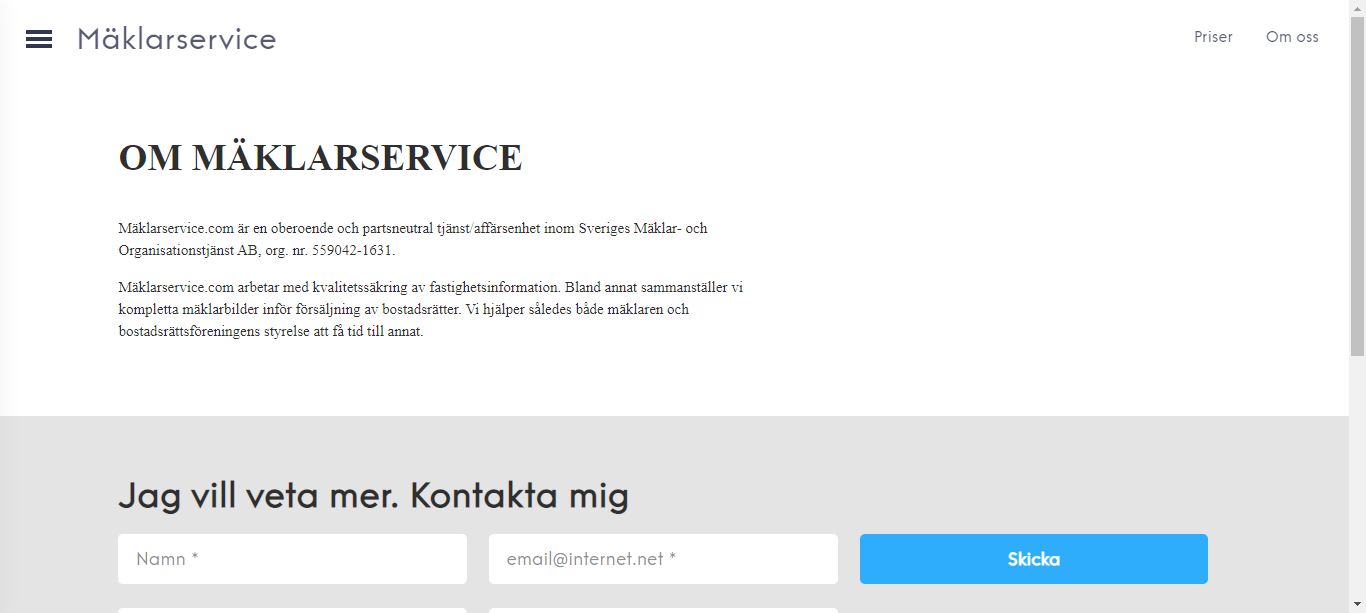 Mäklarservice
Priser
Om oss
OM MÄKLARSERVICE
Mäklarservice.com är en oberoende och partsneutral tjänst/affärsenhet inom Sveriges Mäklar- och
Organisationstjänst AB, org. nr. 559042-1631.
Mäklarservice.com arbetar med kvalitetssäkring av fastighetsinformation. Bland annat sammanställer vi
kompletta mäklarbilder inför försäljning av bostadsrätter. Vi hjälper således både mäklaren och
bostadsrättsföreningens styrelse att få tid till annat.
Jag vill veta mer. Kontakta mig
Namn *
email@internet.net *
Skicka